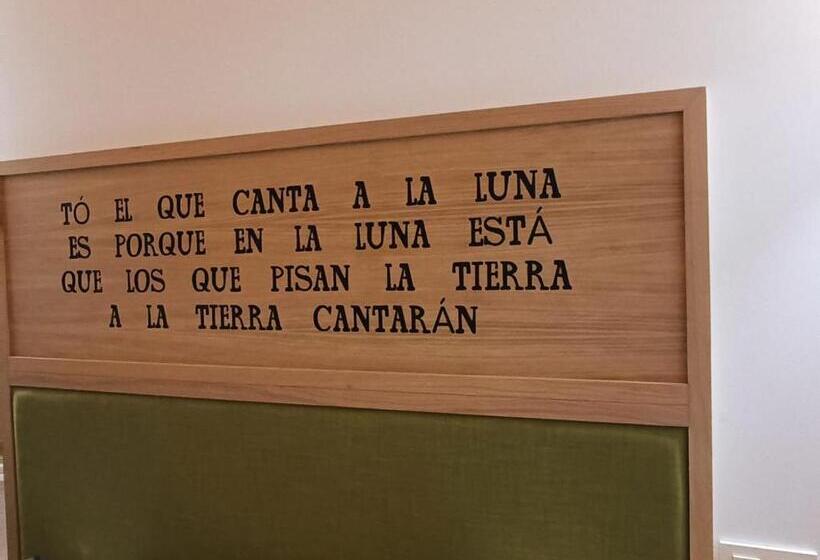 TÓ EL QUE CANTA A LA LUNA
ES PORQUE EN LA LUNA ESTÁ
QUE LOS QUE PISAN LA TIERRA
A LA TIERRA CANTARÁN